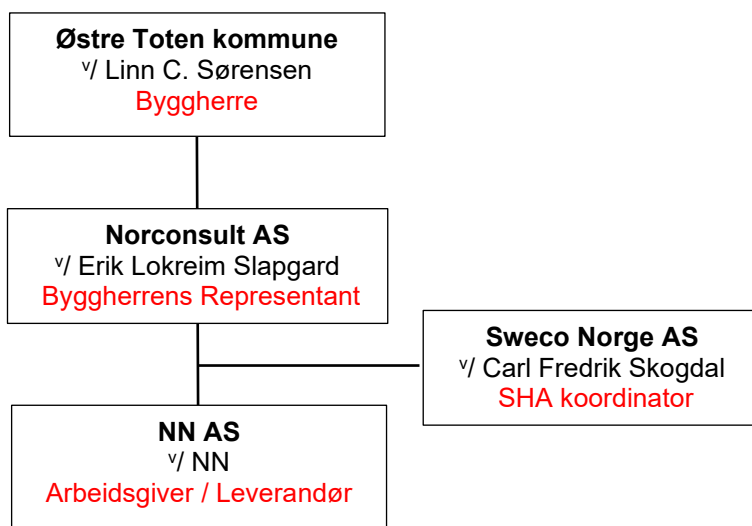 Østre Toten kommune
v/ Linn C. Sørensen
Byggherre
Norconsult AS
v/ Erik Lokreim Slapgard
Byggherrens Representant
Sweco Norge AS
v/ Carl Fredrik Skogdal
SHA koordinator
NN AS
v/ NN
Arbeidsgiver / Leverandør